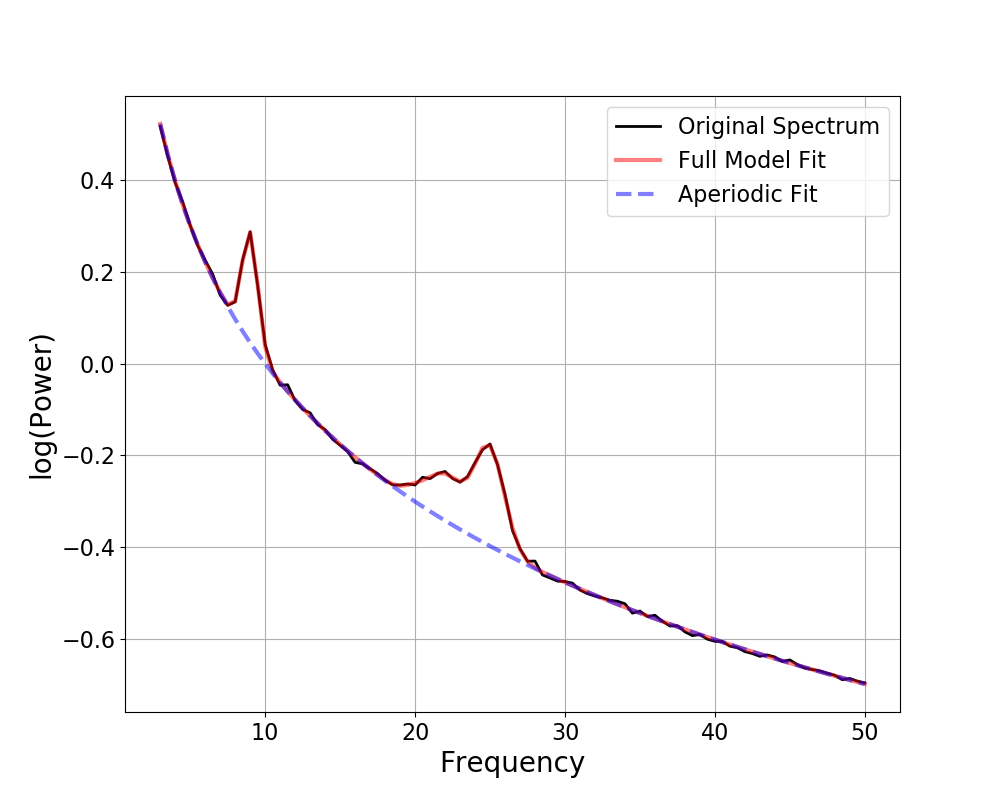 Original Spectrum
Full Model Fit
Aperiodic Fit
0.4
0.2
0.0
−0.2
−0.4
−0.6
log(Power)
10 20 30 40 50
Frequency